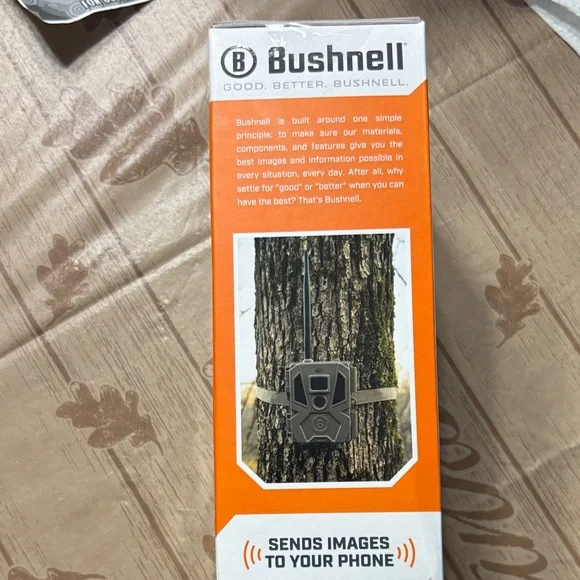 B Bushnell
GOOD. BETTER. BUSHNELL.
Bushnell is built around one simple
principle: to make sure our materials,
components, and features give you the
best images and information possible in
every situation, every day. After all, why
settle for "good" or "better" when you can
have the best? That's Bushnell.
B
SENDS IMAGES
TO YOUR PHONE